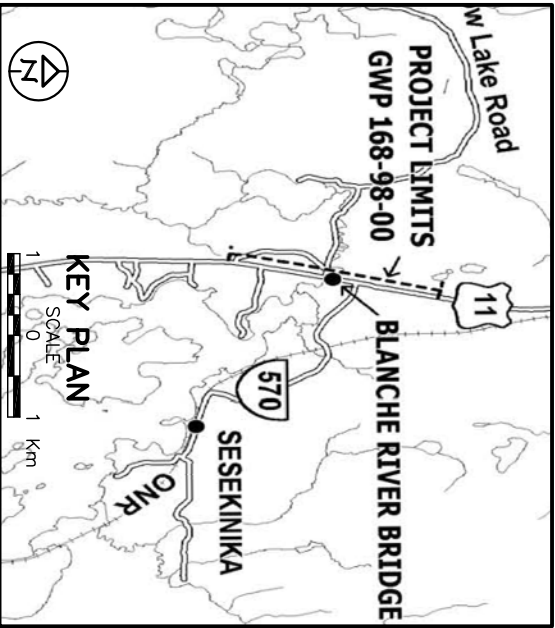 Lake Road
PROJECT LIMITS
GWP 168-98-00
11
BLANCHE RIVER BRIDGE
570
SESEKINIKA
ONR
N
KEY PLAN
SCALE
1 0 1 Km